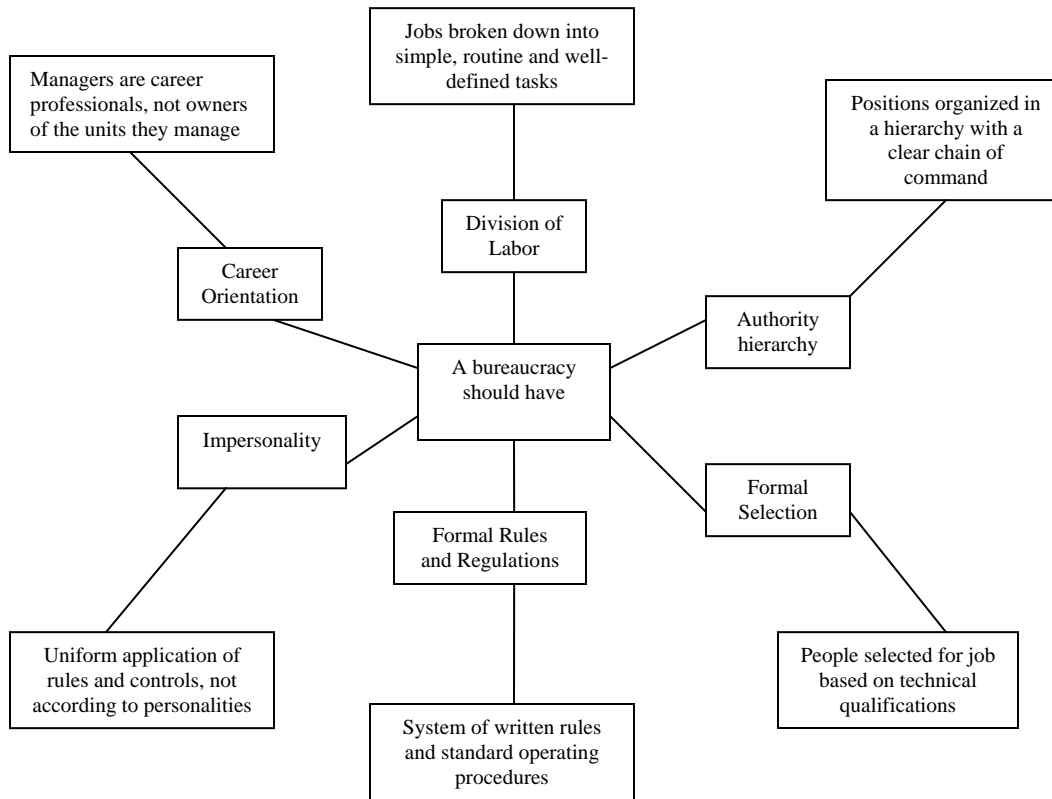 Jobs broken down into
simple, routine and well-
defined tasks
Managers are career
professionals, not owners
of the units they manage
Positions organized in
a hierarchy with a
clear chain of
command
Division of
Labor
Career
Orientation
Authority
hierarchy
A bureaucracy
should have
Impersonality
Formal
Selection
Formal Rules
and Regulations
Uniform application of
rules and controls, not
according to personalities
People selected for job
based on technical
qualifications
System of written rules
and standard operating
procedures